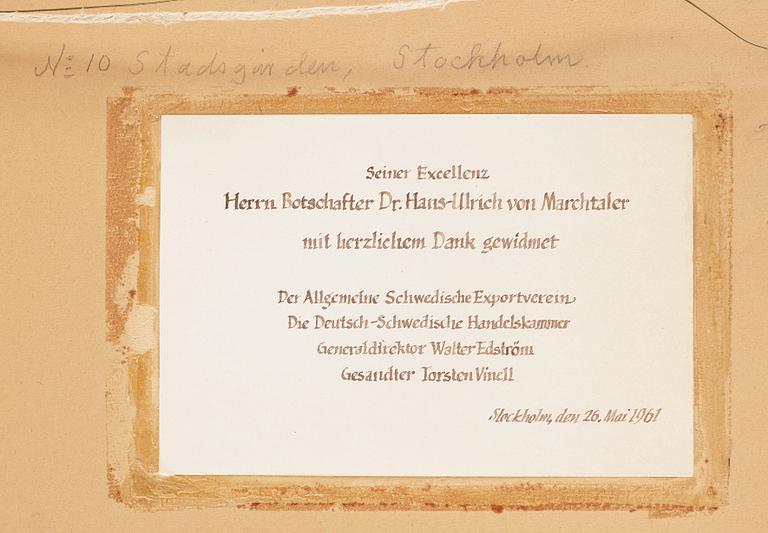 № 10 Stadsgården, Stockholm
Seiner Excellenz
Herrn Botschafter Dr. Hans-Ulrich von Marchtaler
mit herzlichem Dank gewidmet
Der Allgemeine Schwedische Exportverein
Die Deutsch-Schwedische Handelskammer
Generaldirektor Walter Edström
Gesandter Torsten Vinell
Stockholm, den 26. Mai 1961